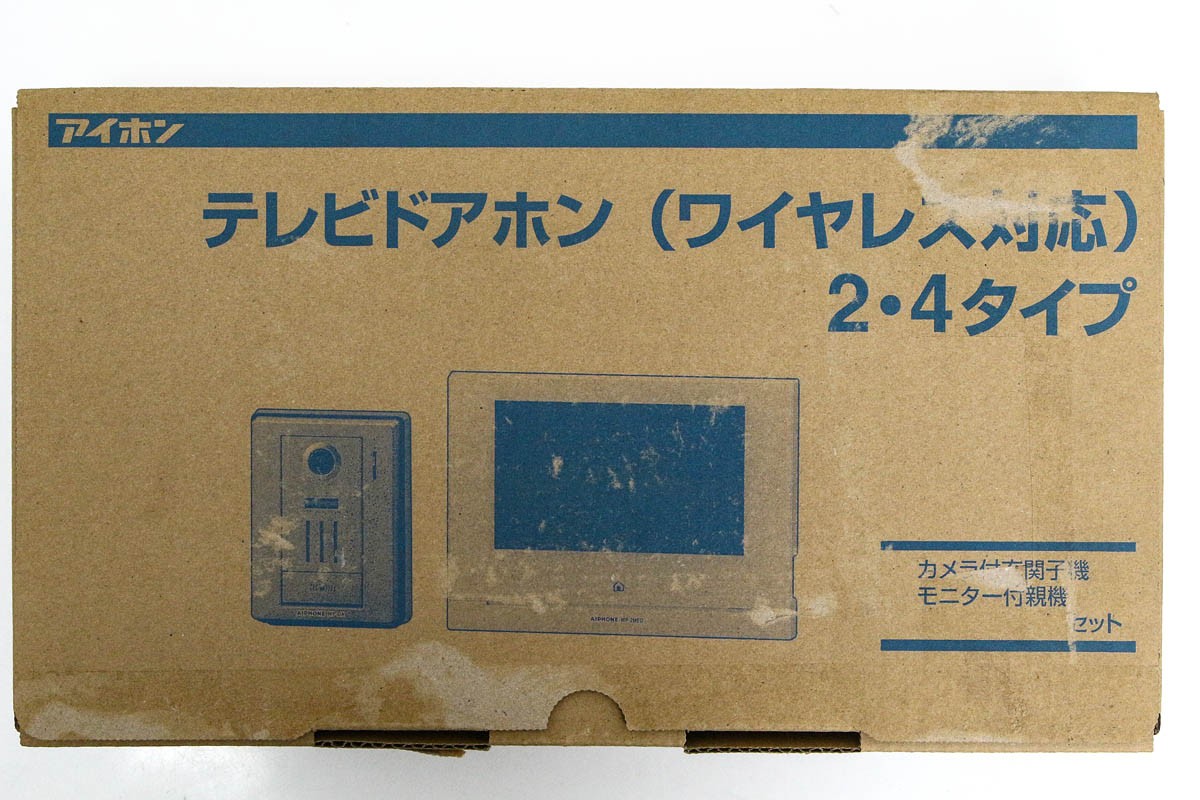 アイホン
テレビドアホン（ワイヤレス対応）
2・4タイプ
カメラ付玄関子機
モニター付親機
セット
AIPHONE
AIPHONE